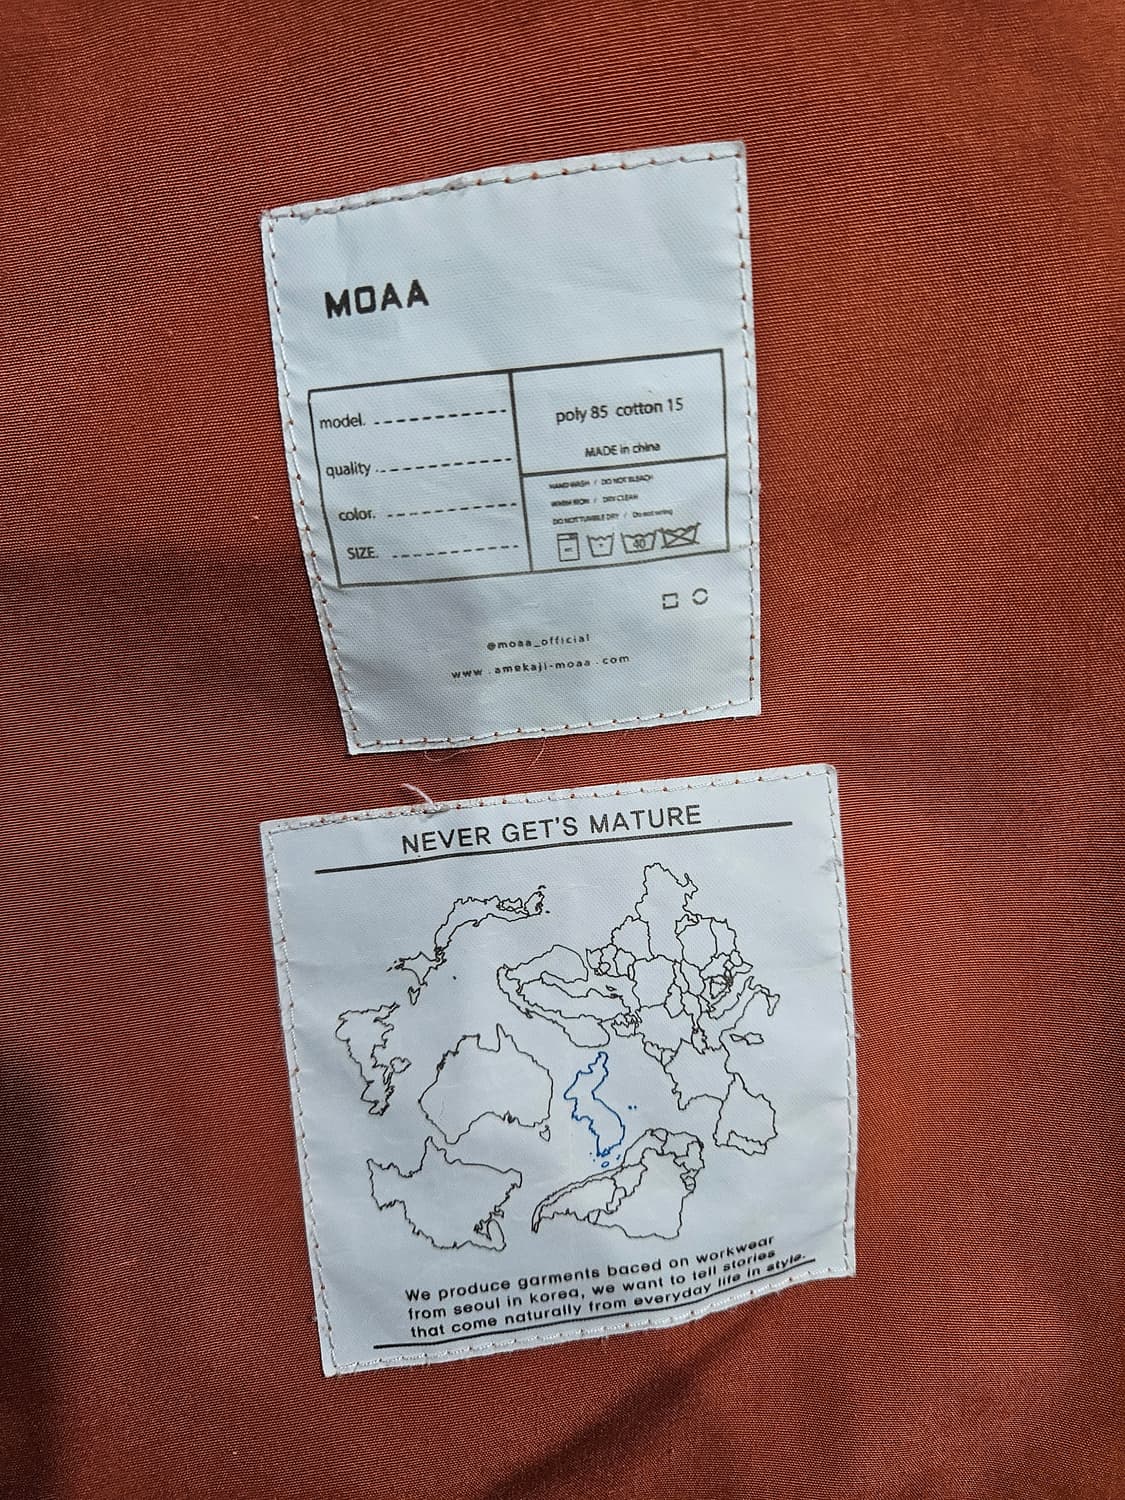 MOAA
model.
quality
color.
SIZE.
poly 85 cotton 15
MADE in china
HAND WASH / DO NOT BLEACH
WARM IRON / DRY CLEAN
DO NOT TUMBLE DRY / Do not wring
40
@moaa_official
www.amekaji-moaa.com
NEVER GET'S MATURE
We produce garments baced on workwear
from seoul in korea, we want to tell stories
that come naturally from everyday life in style.